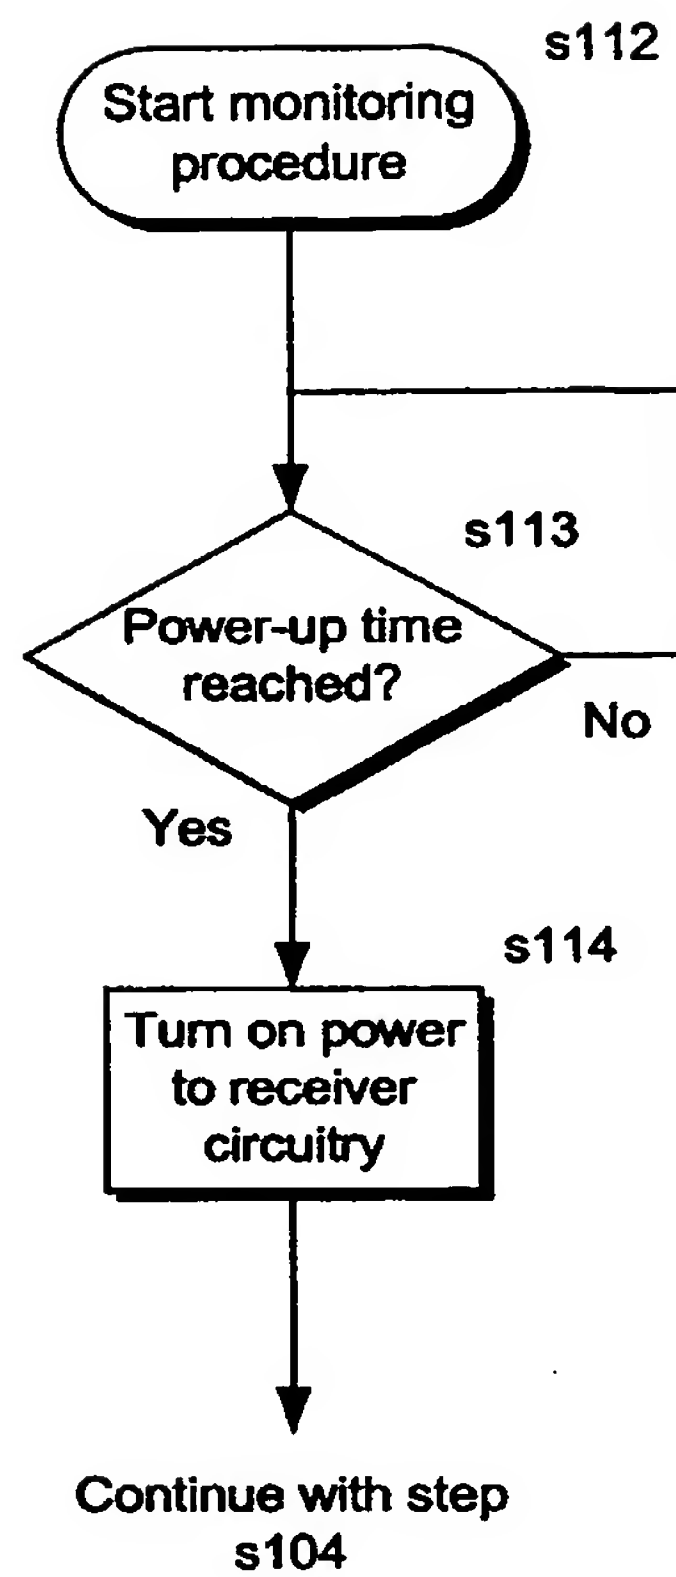 s112
Start monitoring
procedure
s113
Power-up time
reached?
No
Yes
s114
Turn on power
to receiver
circuitry
Continue with step
s104